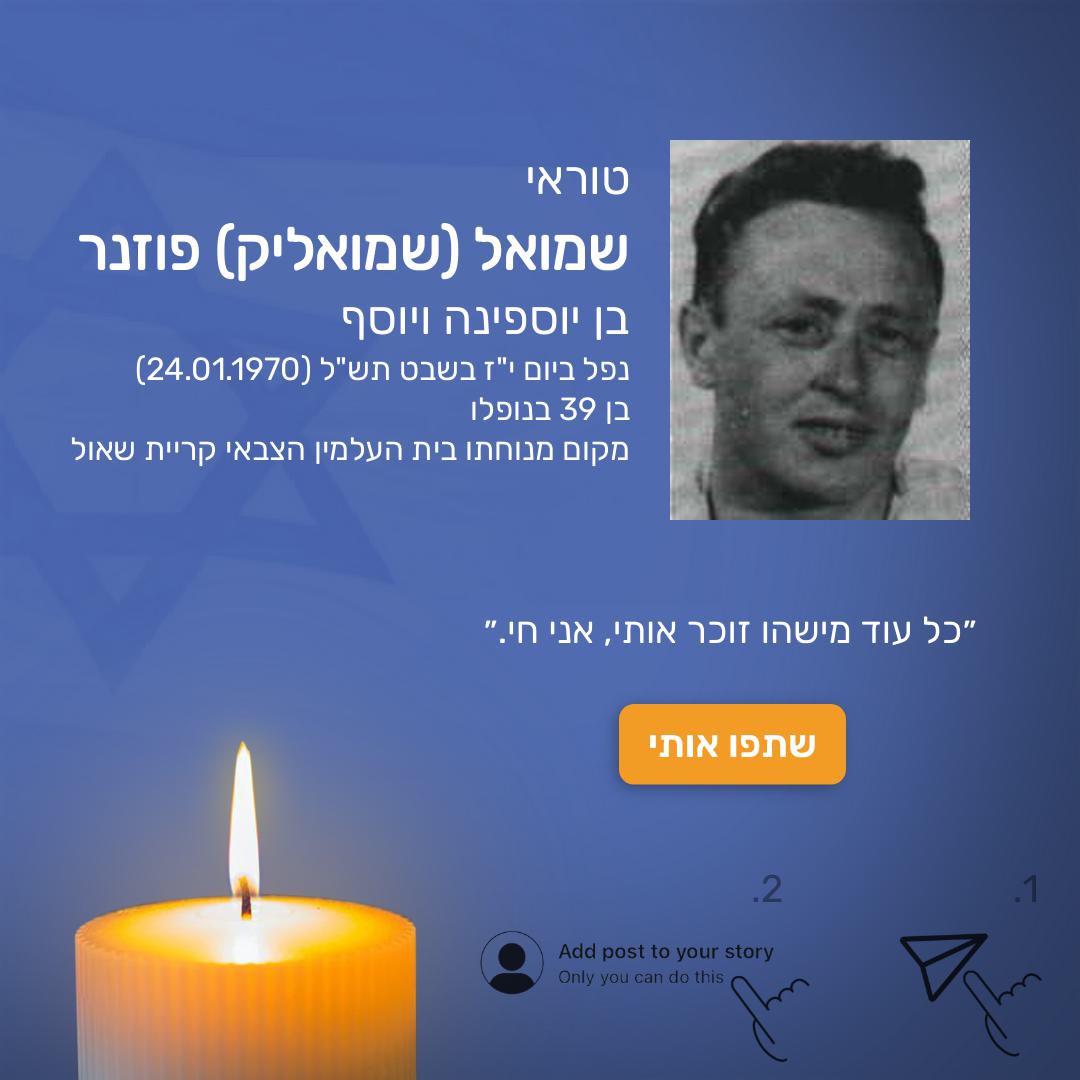 טוראי
שמואל (שמואליק) פוזנר
בן יוספינה ויוסף
נפל ביום י"ז בשבט תש"ל (24.01.1970)
בן 39 בנופלו
מקום מנוחתו בית העלמין הצבאי קריית שאול
״כל עוד מישהו זוכר אותי, אני חי.״
שתפו אותי
.1
.2
Add post to your story
Only you can do this